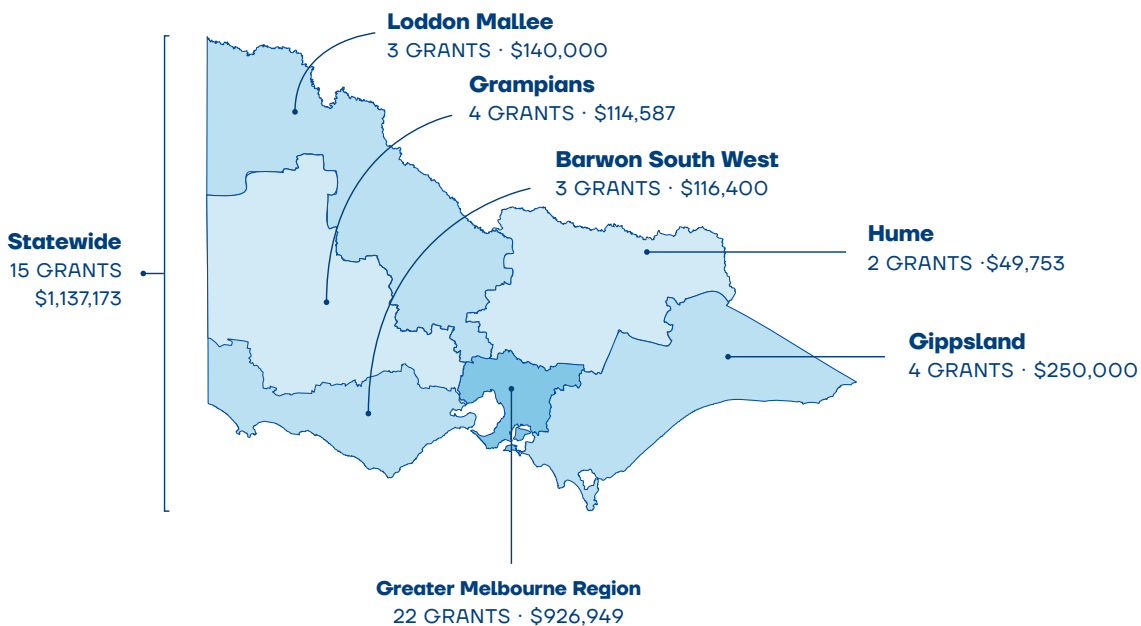 Loddon Mallee
3 GRANTS · $140,000
Grampians
4 GRANTS · $114,587
Barwon South West
3 GRANTS · $116,400
Statewide
15 GRANTS
$1,137,173
Hume
2 GRANTS ·$49,753
Gippsland
4 GRANTS · $250,000
Greater Melbourne Region
22 GRANTS · $926,949